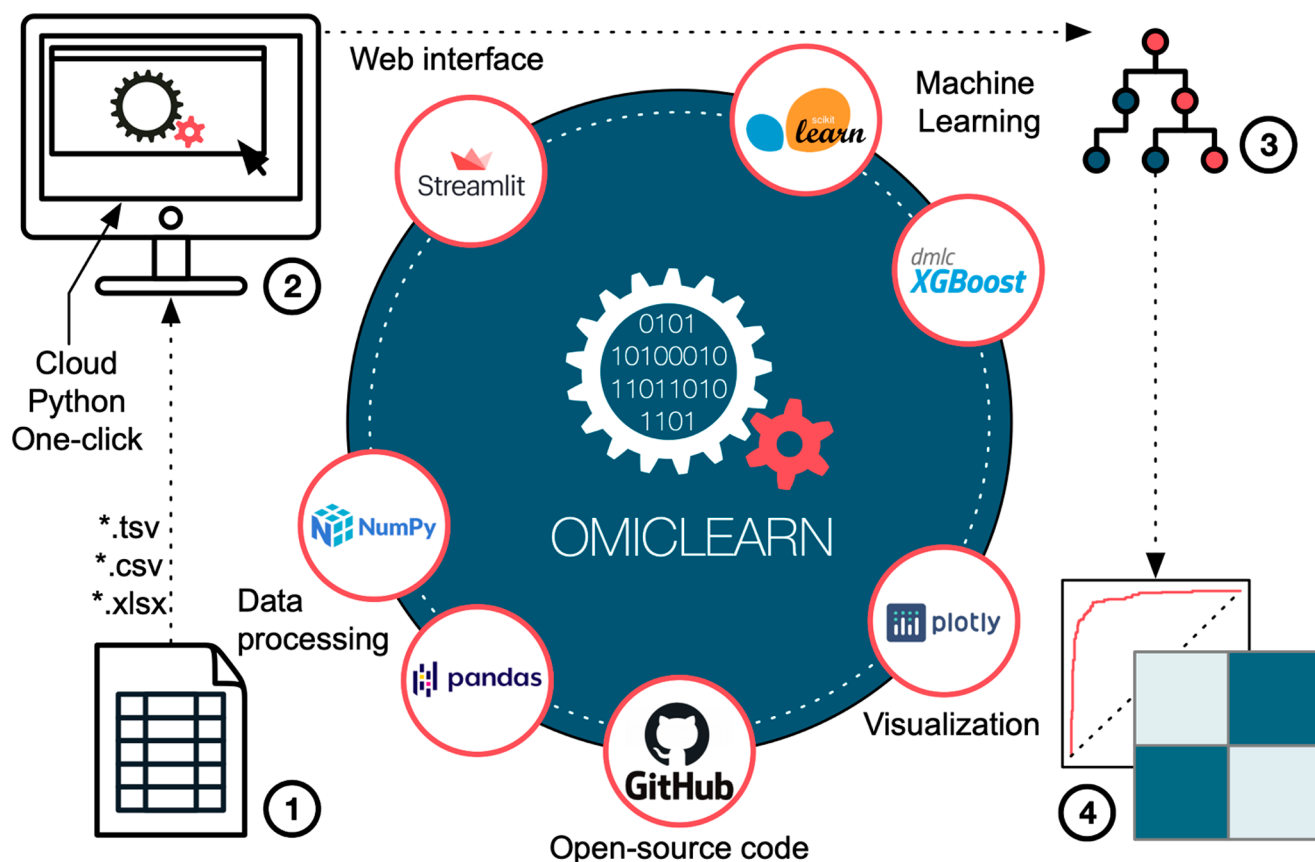 Web interface
Machine
Learning
3
scikit
learn
Streamlit
dmlc
XGBoost
2
0101
10100010
11011010
1101
Cloud
Python
One-click
NumPy
OMICLEARN
*.tsv
*.csv
*.xlsx
Data
processing
plotly
pandas
Visualization
GitHub
1
4
Open-source code